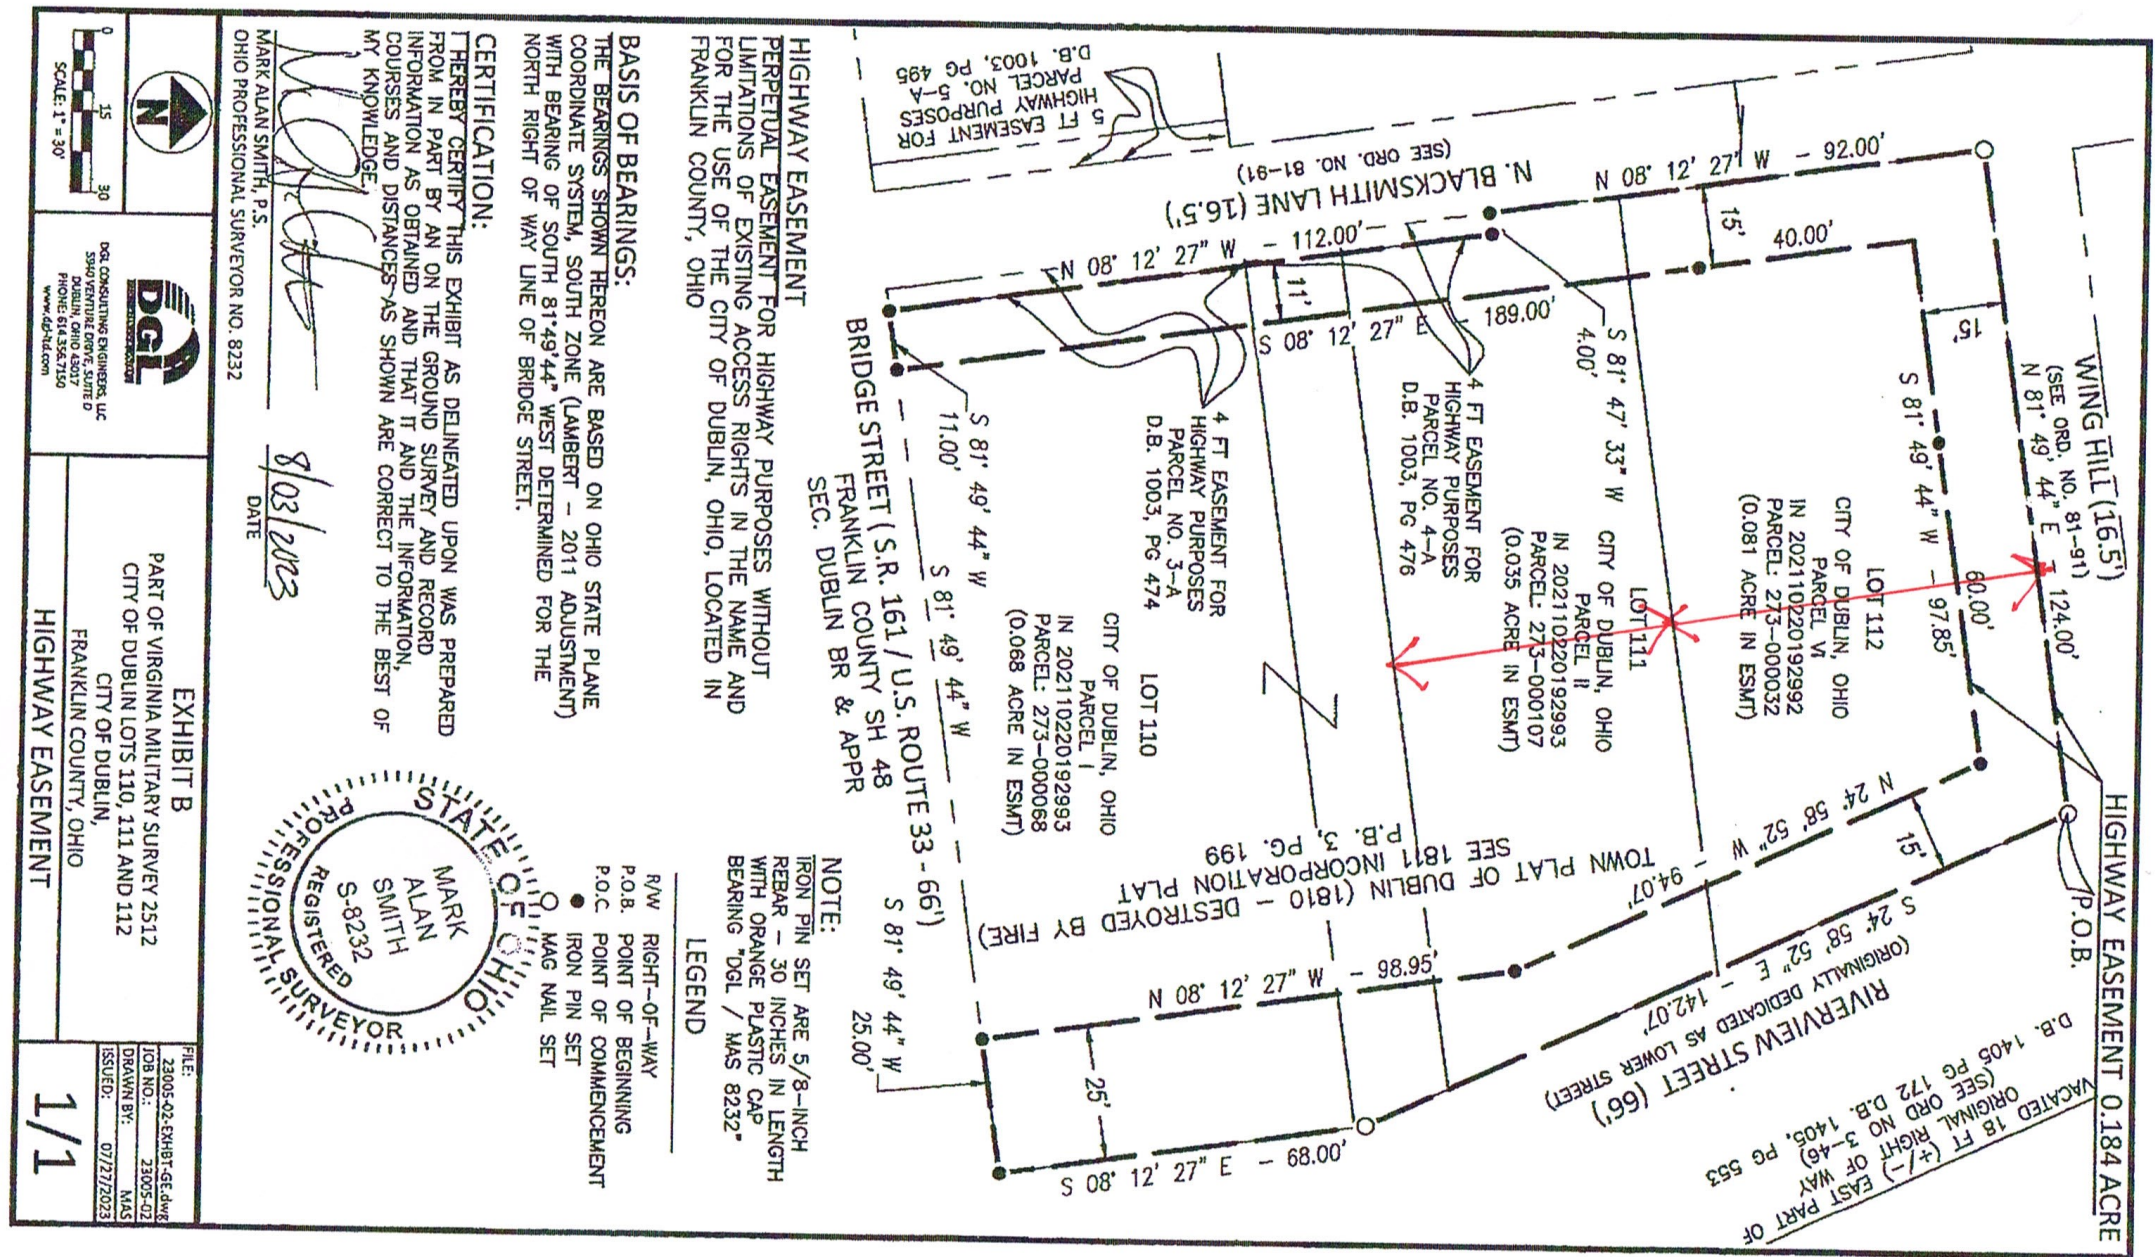 HIGHWAY EASEMENT 0.184 ACRE
WING HILL (16.5')
(SEE ORD. NO. 81-91)
N 81° 49' 44" E - 124.00'
P.O.B.
15'
S 81° 49' 44" W - 97.85'
60.00'
LOT 112
CITY OF DUBLIN, OHIO
PARCEL VI
IN 202110220192992
PARCEL: 273-000032
(0.081 ACRE IN ESMT)
LOT 111
CITY OF DUBLIN, OHIO
PARCEL II
IN 202110220192993
PARCEL: 273-000107
(0.035 ACRE IN ESMT)
LOT 110
CITY OF DUBLIN, OHIO
PARCEL I
IN 202110220192993
PARCEL: 273-000068
(0.068 ACRE IN ESMT)
N 08° 12' 27" W - 92.00'
15'
40.00'
S 81° 47' 33" W
4.00'
N. BLACKSMITH LANE (16.5')
(SEE ORD. NO. 81-91)
N 08° 12' 27" W - 112.00'
11'
S 08° 12' 27" E - 189.00'
5 FT EASEMENT FOR
HIGHWAY PURPOSES
PARCEL NO. 5-A
D.B. 1003, PG 495
4 FT EASEMENT FOR
HIGHWAY PURPOSES
PARCEL NO. 4-A
D.B. 1003, PG 476
4 FT EASEMENT FOR
HIGHWAY PURPOSES
PARCEL NO. 3-A
D.B. 1003, PG 474
TOWN PLAT OF DUBLIN (1810 - DESTROYED BY FIRE)
SEE 1811 INCORPORATION PLAT
P.B. 3, PG. 199
N 24° 58' 52" W - 94.07'
15'
S 24° 58' 52" E - 142.07'
(ORIGINALLY DEDICATED AS LOWER STREET)
RIVERVIEW STREET (66')
VACATED 18 FT (+/-) EAST PART OF
ORIGINAL RIGHT OF WAY
(SEE ORD NO 3-46)
D.B. 1405 PG 172 D.B. 1405, PG 553
N 08° 12' 27" W - 98.95'
25'
S 08° 12' 27" E - 68.00'
S 81° 49' 44" W
11.00'
S 81° 49' 44" W
S 81° 49' 44" W
25.00'
BRIDGE STREET ( S.R. 161 / U.S. ROUTE 33 - 66')
FRANKLIN COUNTY SH 48
SEC. DUBLIN BR & APPR
HIGHWAY EASEMENT
PERPETUAL EASEMENT FOR HIGHWAY PURPOSES WITHOUT
LIMITATIONS OF EXISTING ACCESS RIGHTS IN THE NAME AND
FOR THE USE OF THE CITY OF DUBLIN, OHIO, LOCATED IN
FRANKLIN COUNTY, OHIO
BASIS OF BEARINGS:
THE BEARINGS SHOWN HEREON ARE BASED ON OHIO STATE PLANE
COORDINATE SYSTEM, SOUTH ZONE (LAMBERT - 2011 ADJUSTMENT)
WITH BEARING OF SOUTH 81°49'44" WEST DETERMINED FOR THE
NORTH RIGHT OF WAY LINE OF BRIDGE STREET.
CERTIFICATION:
I HEREBY CERTIFY THIS EXHIBIT AS DELINEATED UPON WAS PREPARED
FROM IN PART BY AN ON THE GROUND SURVEY AND RECORD
INFORMATION AS OBTAINED AND THAT IT AND THE INFORMATION,
COURSES AND DISTANCES AS SHOWN ARE CORRECT TO THE BEST OF
MY KNOWLEDGE.
8/03/2023
MARK ALAN SMITH, P.S.
DATE
OHIO PROFESSIONAL SURVEYOR NO. 8232
NOTE:
IRON PIN SET ARE 5/8-INCH
REBAR - 30 INCHES IN LENGTH
WITH ORANGE PLASTIC CAP
BEARING "DGL / MAS 8232"
LEGEND
R/W RIGHT-OF-WAY
P.O.B. POINT OF BEGINNING
P.O.C. POINT OF COMMENCEMENT
IRON PIN SET
MAG NAIL SET
STATE OF OHIO
MARK
ALAN
SMITH
S-8232
REGISTERED
PROFESSIONAL SURVEYOR
N
0 15 30
SCALE: 1" = 30'
DGL
DGL CONSULTING ENGINEERS, LLC
5940 VENTURE DRIVE, SUITE D
DUBLIN, OHIO 43017
PHONE: 614.356.7150
www.dgl-ltd.com
EXHIBIT B
PART OF VIRGINIA MILITARY SURVEY 2512
CITY OF DUBLIN LOTS 110, 111 AND 112
CITY OF DUBLIN,
FRANKLIN COUNTY, OHIO
HIGHWAY EASEMENT
FILE:
23005-02-EXHBT-GE.dwg
JOB NO.: 23005-02
DRAWN BY: MAS
ISSUED: 07/27/2023
1/1